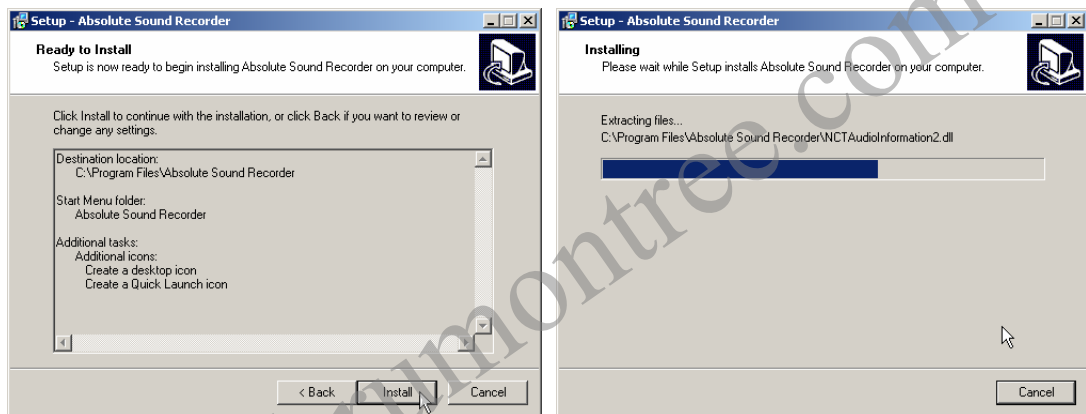 Setup - Absolute Sound Recorder
Ready to Install
Setup is now ready to begin installing Absolute Sound Recorder on your computer.
Click Install to continue with the installation, or click Back if you want to review or
change any settings.
Destination location:
C:\Program Files\Absolute Sound Recorder
Start Menu folder:
Absolute Sound Recorder
Additional tasks:
Additional icons:
Create a desktop icon
Create a Quick Launch icon
< Back
Install
Cancel
Setup - Absolute Sound Recorder
Installing
Please wait while Setup installs Absolute Sound Recorder on your computer.
Extracting files...
C:\Program Files\Absolute Sound Recorder\NCTAudioInformation2.dll
Cancel